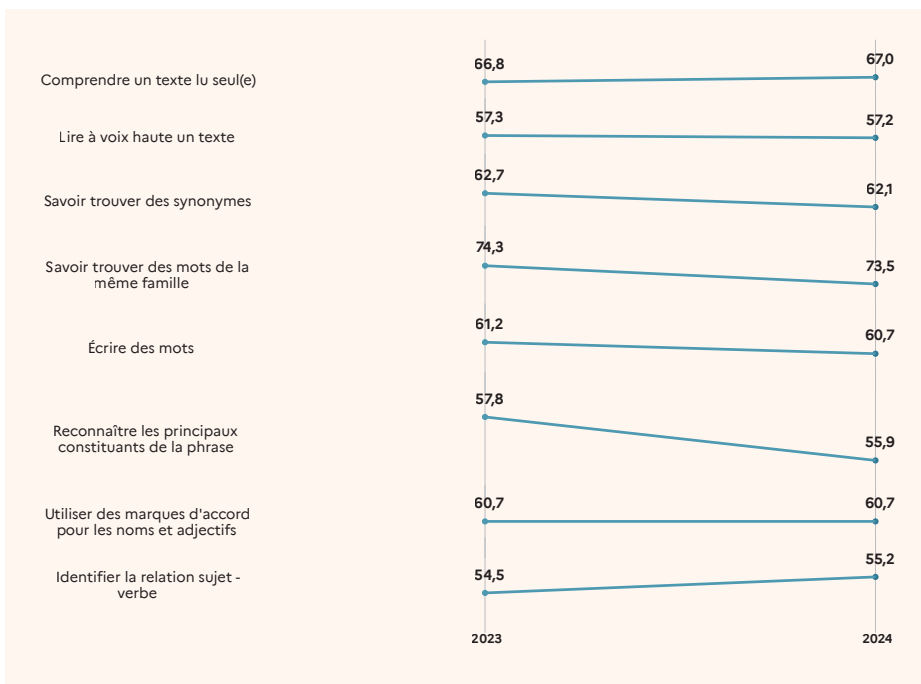 66,8
67,0
Comprendre un texte lu seul(e)
57,3
57,2
Lire à voix haute un texte
62,7
62,1
Savoir trouver des synonymes
74,3
73,5
Savoir trouver des mots de la
même famille
61,2
60,7
Écrire des mots
57,8
55,9
Reconnaître les principaux
constituants de la phrase
60,7
60,7
Utiliser des marques d'accord
pour les noms et adjectifs
54,5
55,2
Identifier la relation sujet -
verbe
2023
2024